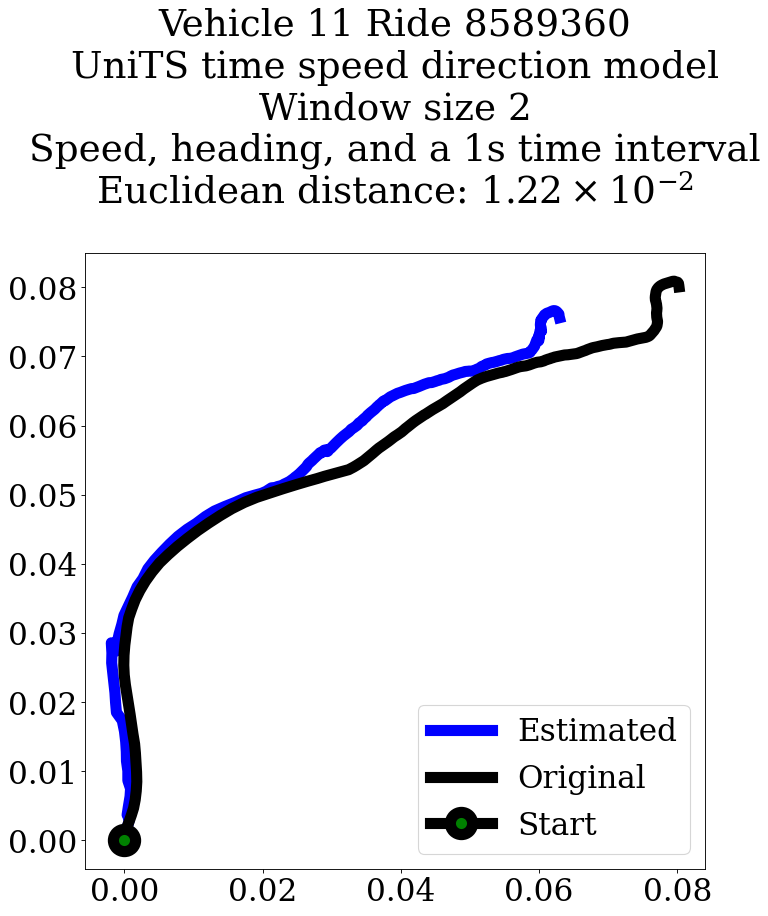 Vehicle 11 Ride 8589360
UniTS time speed direction model
Window size 2
Speed, heading, and a 1s time interval
Euclidean distance: 1.22 × 10⁻²
0.08
0.07
0.06
0.05
0.04
0.03
0.02
0.01
0.00
Estimated
Original
Start
0.00 0.02 0.04 0.06 0.08